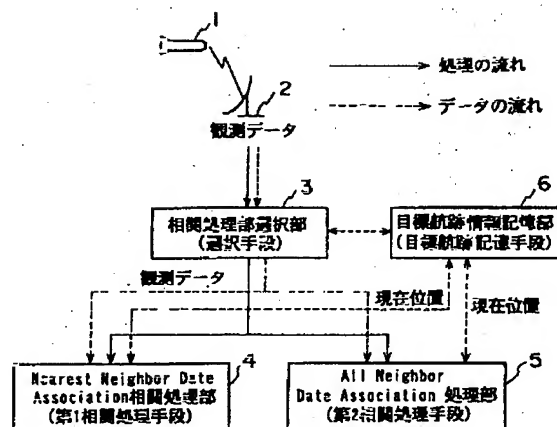 1
処理の流れ
2
データの流れ
観測データ
3
6
相関処理部選択部
(選択手段)
目標航跡情報記憶部
(目標航跡記憶手段)
観測データ
現在位置
現在位置
4
5
Nearest Neighbor Date
Association相関処理部
(第1相関処理手段)
All Neighbor
Date Association 処理部
(第2相関処理手段)